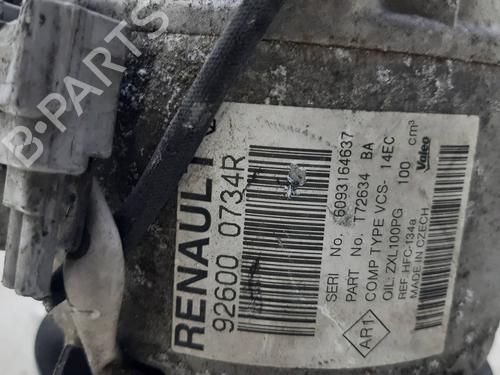 B-PARTS
RENAULT
92600 0734R
SERI No. 6093164637
PART No. T72634 BA
COMP TYPE VCS- 14EC
OIL: ZXL100PG 100 cm³
REF: HFC-134a
MADE IN CZECH
Valeo
AR1